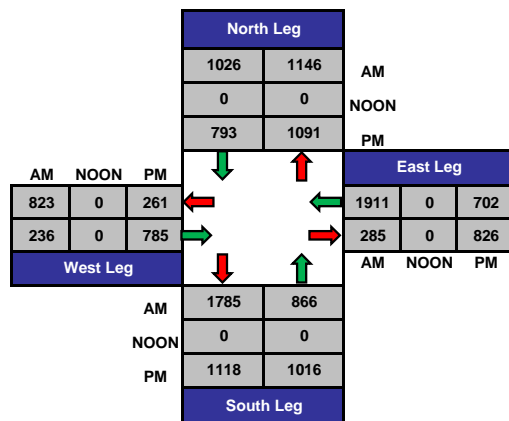 North Leg
1026 1146 AM
0 0 NOON
793 1091 PM
AM NOON PM East Leg
823 0 261 1911 0 702
236 0 785 285 0 826
West Leg AM NOON PM
AM 1785 866
NOON 0 0
PM 1118 1016
South Leg